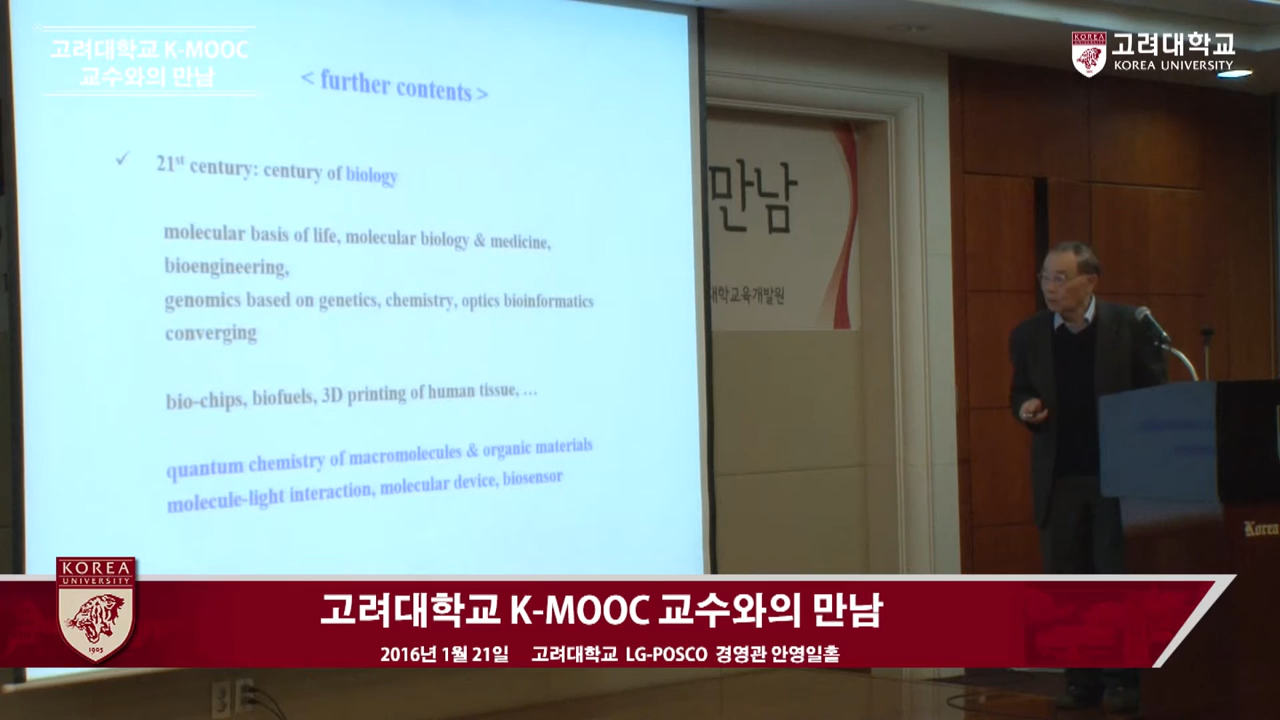 고려대학교 K-MOOC
교수와의 만남
KOREA
고려대학교
KOREA UNIVERSITY
< further contents >
✓ 21st century: century of biology
molecular basis of life, molecular biology & medicine,
bioengineering,
genomics based on genetics, chemistry, optics bioinformatics
converging
bio-chips, biofuels, 3D printing of human tissue, …
quantum chemistry of macromolecules & organic materials
molecule-light interaction, molecular device, biosensor
만남
대학교육개발원
Korea
KOREA
UNIVERSITY
1905
고려대학교 K-MOOC 교수와의 만남
2016년 1월 21일 고려대학교 LG-POSCO 경영관 안영일홀